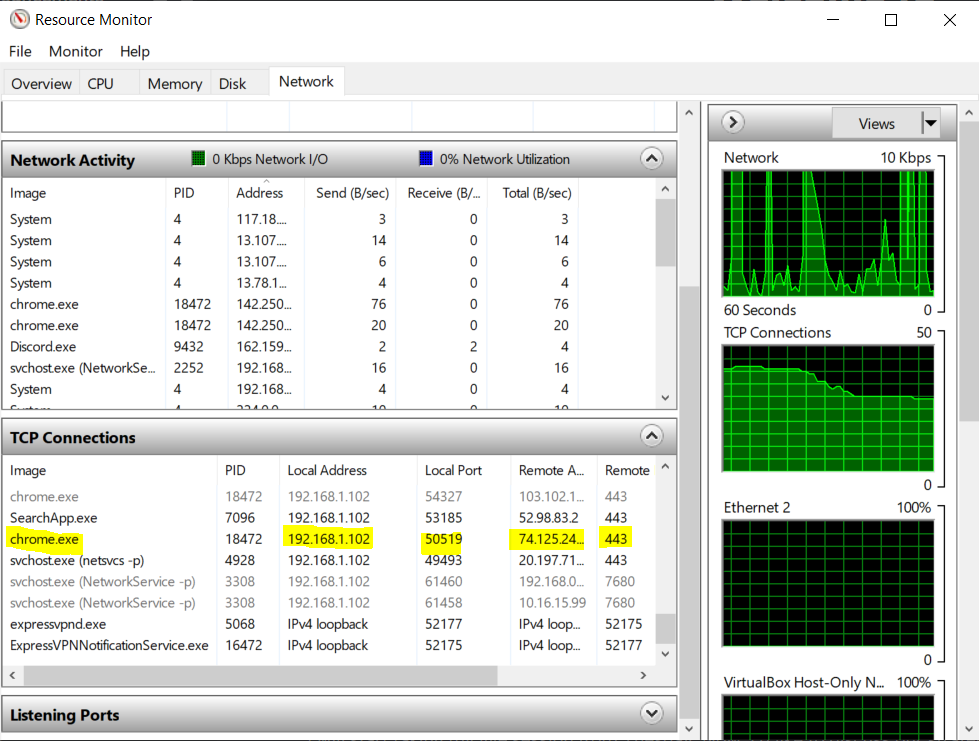 Resource Monitor
File Monitor Help
Overview CPU Memory Disk Network
Network Activity 0 Kbps Network I/O 0% Network Utilization
Image PID Address Send (B/sec) Receive (B/... Total (B/sec)
System 4 117.18.... 3 0 3
System 4 13.107.... 14 0 14
System 4 13.107.... 6 0 6
System 4 13.78.1... 4 0 4
chrome.exe 18472 142.250... 76 0 76
chrome.exe 18472 142.250... 20 0 20
Discord.exe 9432 162.159... 2 2 4
svchost.exe (NetworkSe... 2252 192.168... 16 0 16
System 4 192.168... 4 0 4
TCP Connections
Image PID Local Address Local Port Remote A... Remote
chrome.exe 18472 192.168.1.102 54327 103.102.1... 443
SearchApp.exe 7096 192.168.1.102 53185 52.98.83.2 443
chrome.exe 18472 192.168.1.102 50519 74.125.24... 443
svchost.exe (netsvcs -p) 4928 192.168.1.102 49493 20.197.71... 443
svchost.exe (NetworkService -p) 3308 192.168.1.102 61460 192.168.0... 7680
svchost.exe (NetworkService -p) 3308 192.168.1.102 61458 10.16.15.99 7680
expressvpnd.exe 5068 IPv4 loopback 52177 IPv4 loop... 52175
ExpressVPNNotificationService.exe 16472 IPv4 loopback 52175 IPv4 loop... 52177
Listening Ports
Views
Network 10 Kbps
60 Seconds 0
TCP Connections 50
0
Ethernet 2 100%
0
VirtualBox Host-Only N... 100%